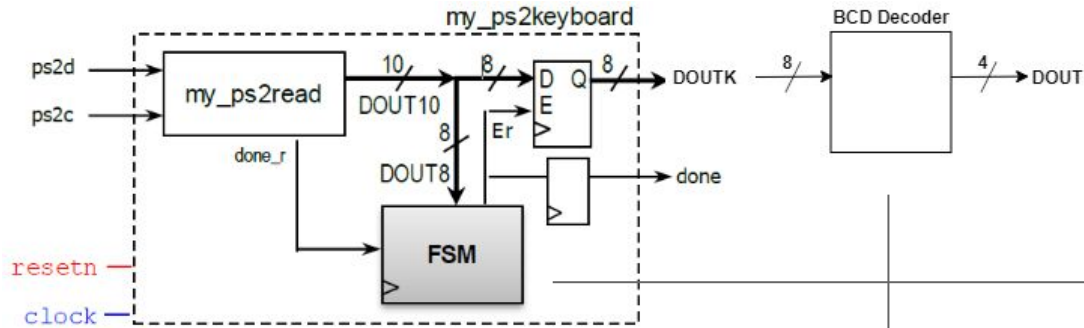 my_ps2keyboard
BCD Decoder
ps2d
ps2c
my_ps2read
10
DOUT10
8
D Q
E
8
DOUTK
8
4
DOUT
Er
8
DOUT8
done_r
done
FSM
resetn
clock